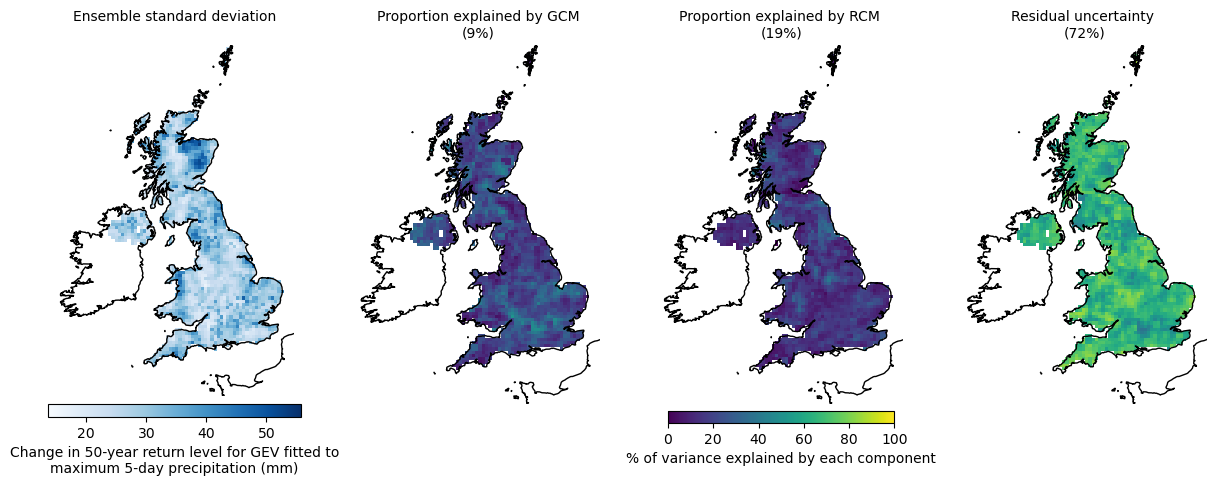 Ensemble standard deviation
Proportion explained by GCM
(9%)
Proportion explained by RCM
(19%)
Residual uncertainty
(72%)
20 30 40 50
Change in 50-year return level for GEV fitted to
maximum 5-day precipitation (mm)
0 20 40 60 80 100
% of variance explained by each component